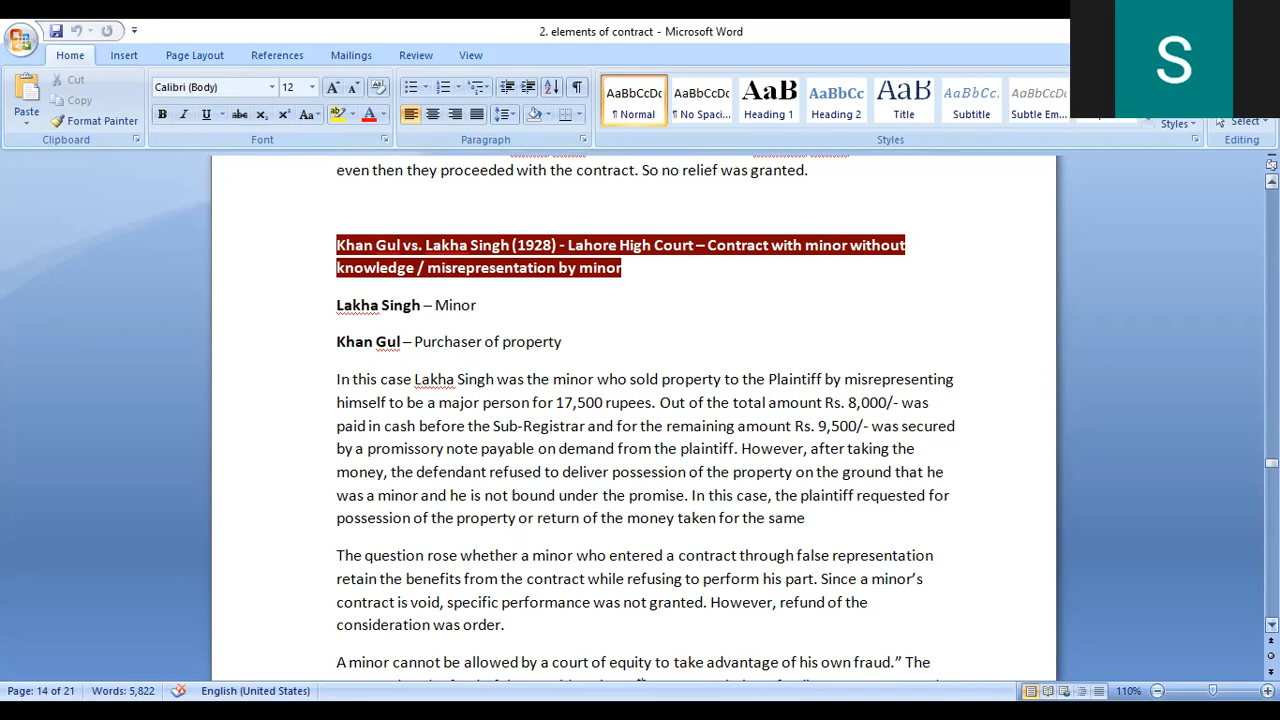 2. elements of contract - Microsoft Word
S
Home Insert Page Layout References Mailings Review View
Paste
Cut
Copy
Format Painter
Clipboard
Calibri (Body) 12
B I U abc x₂ x² Aa
Font
Paragraph
AaBbCcDc AaBbCcDc AaB AaBbCc AaB AaBbCc. AaBbCcDc
¶ Normal ¶ No Spaci... Heading 1 Heading 2 Title Subtitle Subtle Em...
Styles
Styles
Select
Editing
even then they proceeded with the contract. So no relief was granted.
Khan Gul vs. Lakha Singh (1928) - Lahore High Court – Contract with minor without
knowledge / misrepresentation by minor
Lakha Singh – Minor
Khan Gul – Purchaser of property
In this case Lakha Singh was the minor who sold property to the Plaintiff by misrepresenting
himself to be a major person for 17,500 rupees. Out of the total amount Rs. 8,000/- was
paid in cash before the Sub-Registrar and for the remaining amount Rs. 9,500/- was secured
by a promissory note payable on demand from the plaintiff. However, after taking the
money, the defendant refused to deliver possession of the property on the ground that he
was a minor and he is not bound under the promise. In this case, the plaintiff requested for
possession of the property or return of the money taken for the same
The question rose whether a minor who entered a contract through false representation
retain the benefits from the contract while refusing to perform his part. Since a minor's
contract is void, specific performance was not granted. However, refund of the
consideration was order.
A minor cannot be allowed by a court of equity to take advantage of his own fraud.” The
Page: 14 of 21 Words: 5,822 English (United States) 110%